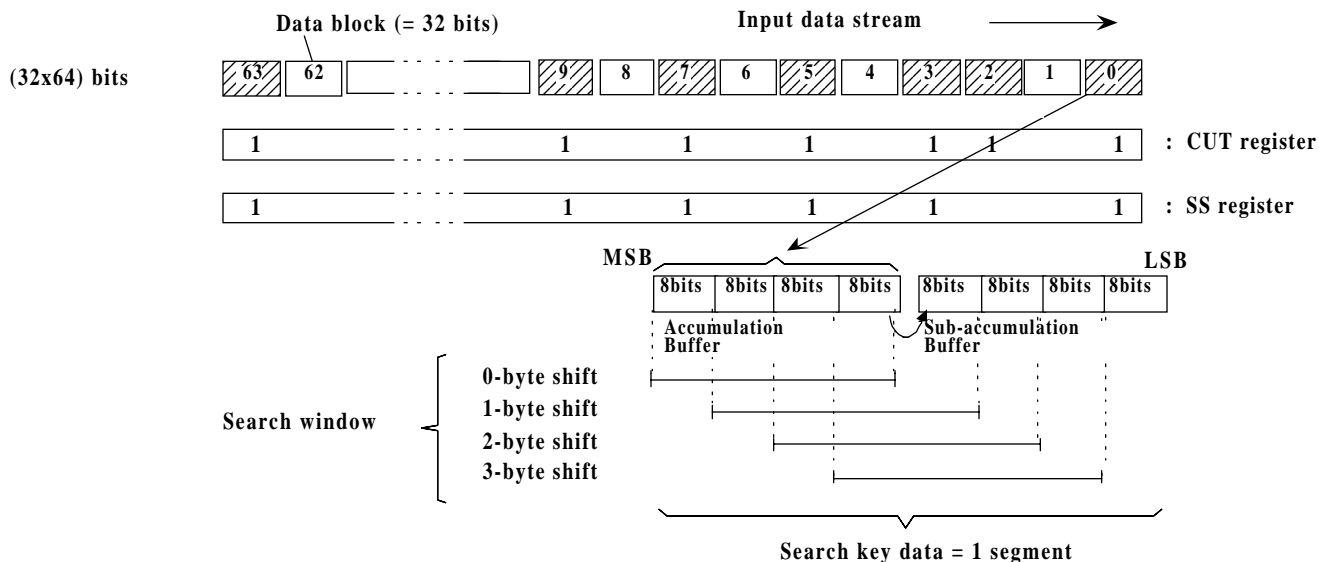 Data block (= 32 bits)
Input data stream
(32x64) bits
63 62 9 8 7 6 5 4 3 2 1 0
1 1 1 1 1 1 1 : CUT register
1 1 1 1 1 1 : SS register
MSB
LSB
8bits 8bits 8bits 8bits 8bits 8bits 8bits 8bits
Accumulation
Buffer
Sub-accumulation
Buffer
0-byte shift
1-byte shift
Search window
2-byte shift
3-byte shift
Search key data = 1 segment